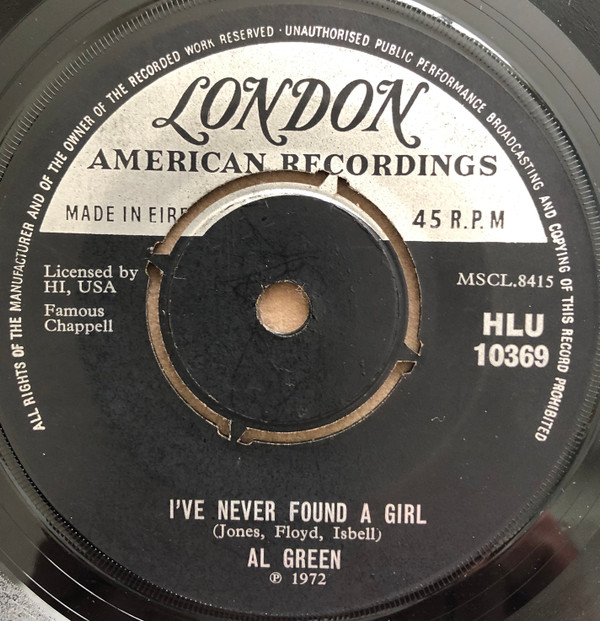 ALL RIGHTS OF THE MANUFACTURER AND OF THE OWNER OF THE RECORDED WORK RESERVED · UNAUTHORISED PUBLIC PERFORMANCE BROADCASTING AND COPYING OF THIS RECORD PROHIBITED
LONDON
AMERICAN RECORDINGS
MADE IN EIRE
45 R.P.M
Licensed by
HI, USA
MSCL.8415
Famous
Chappell
HLU
10369
I'VE NEVER FOUND A GIRL
(Jones, Floyd, Isbell)
AL GREEN
℗ 1972